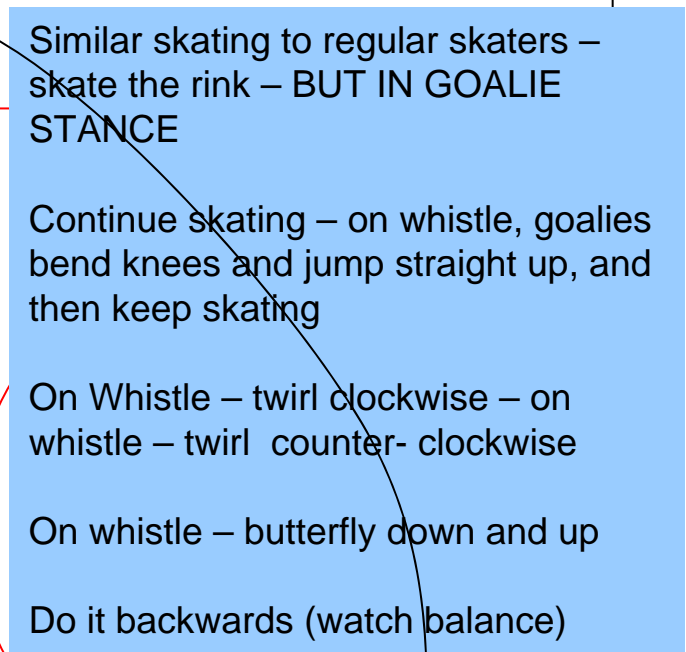 Similar skating to regular skaters –
skate the rink – BUT IN GOALIE
STANCE
Continue skating – on whistle, goalies
bend knees and jump straight up, and
then keep skating
On Whistle – twirl clockwise – on
whistle – twirl  counter- clockwise
On whistle – butterfly down and up
Do it backwards (watch balance)